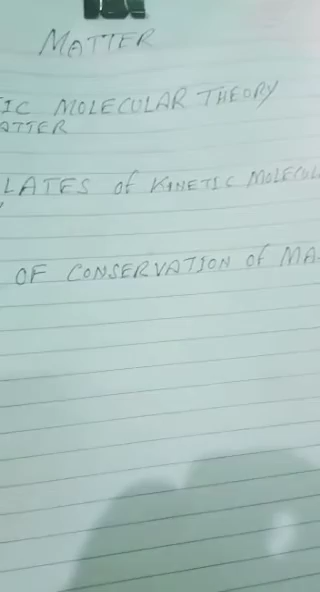 MATTER
IC MOLECULAR THEORY
ATTER
LATES of KINETIC MOLECUL
OF CONSERVATION of MA